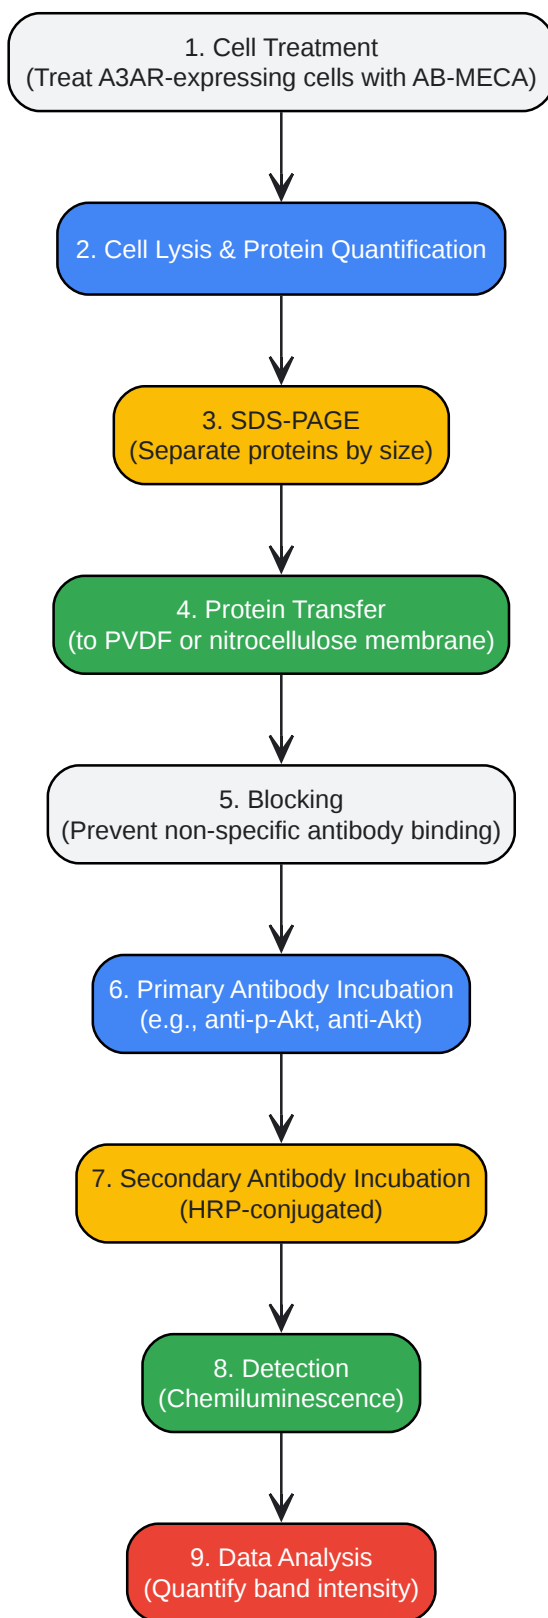 1. Cell Treatment
(Treat A3AR-expressing cells with AB-MECA)
2. Cell Lysis & Protein Quantification
3. SDS-PAGE
(Separate proteins by size)
4. Protein Transfer
(to PVDF or nitrocellulose membrane)
5. Blocking
(Prevent non-specific antibody binding)
6. Primary Antibody Incubation
(e.g., anti-p-Akt, anti-Akt)
7. Secondary Antibody Incubation
(HRP-conjugated)
8. Detection
(Chemiluminescence)
9. Data Analysis
(Quantify band intensity)